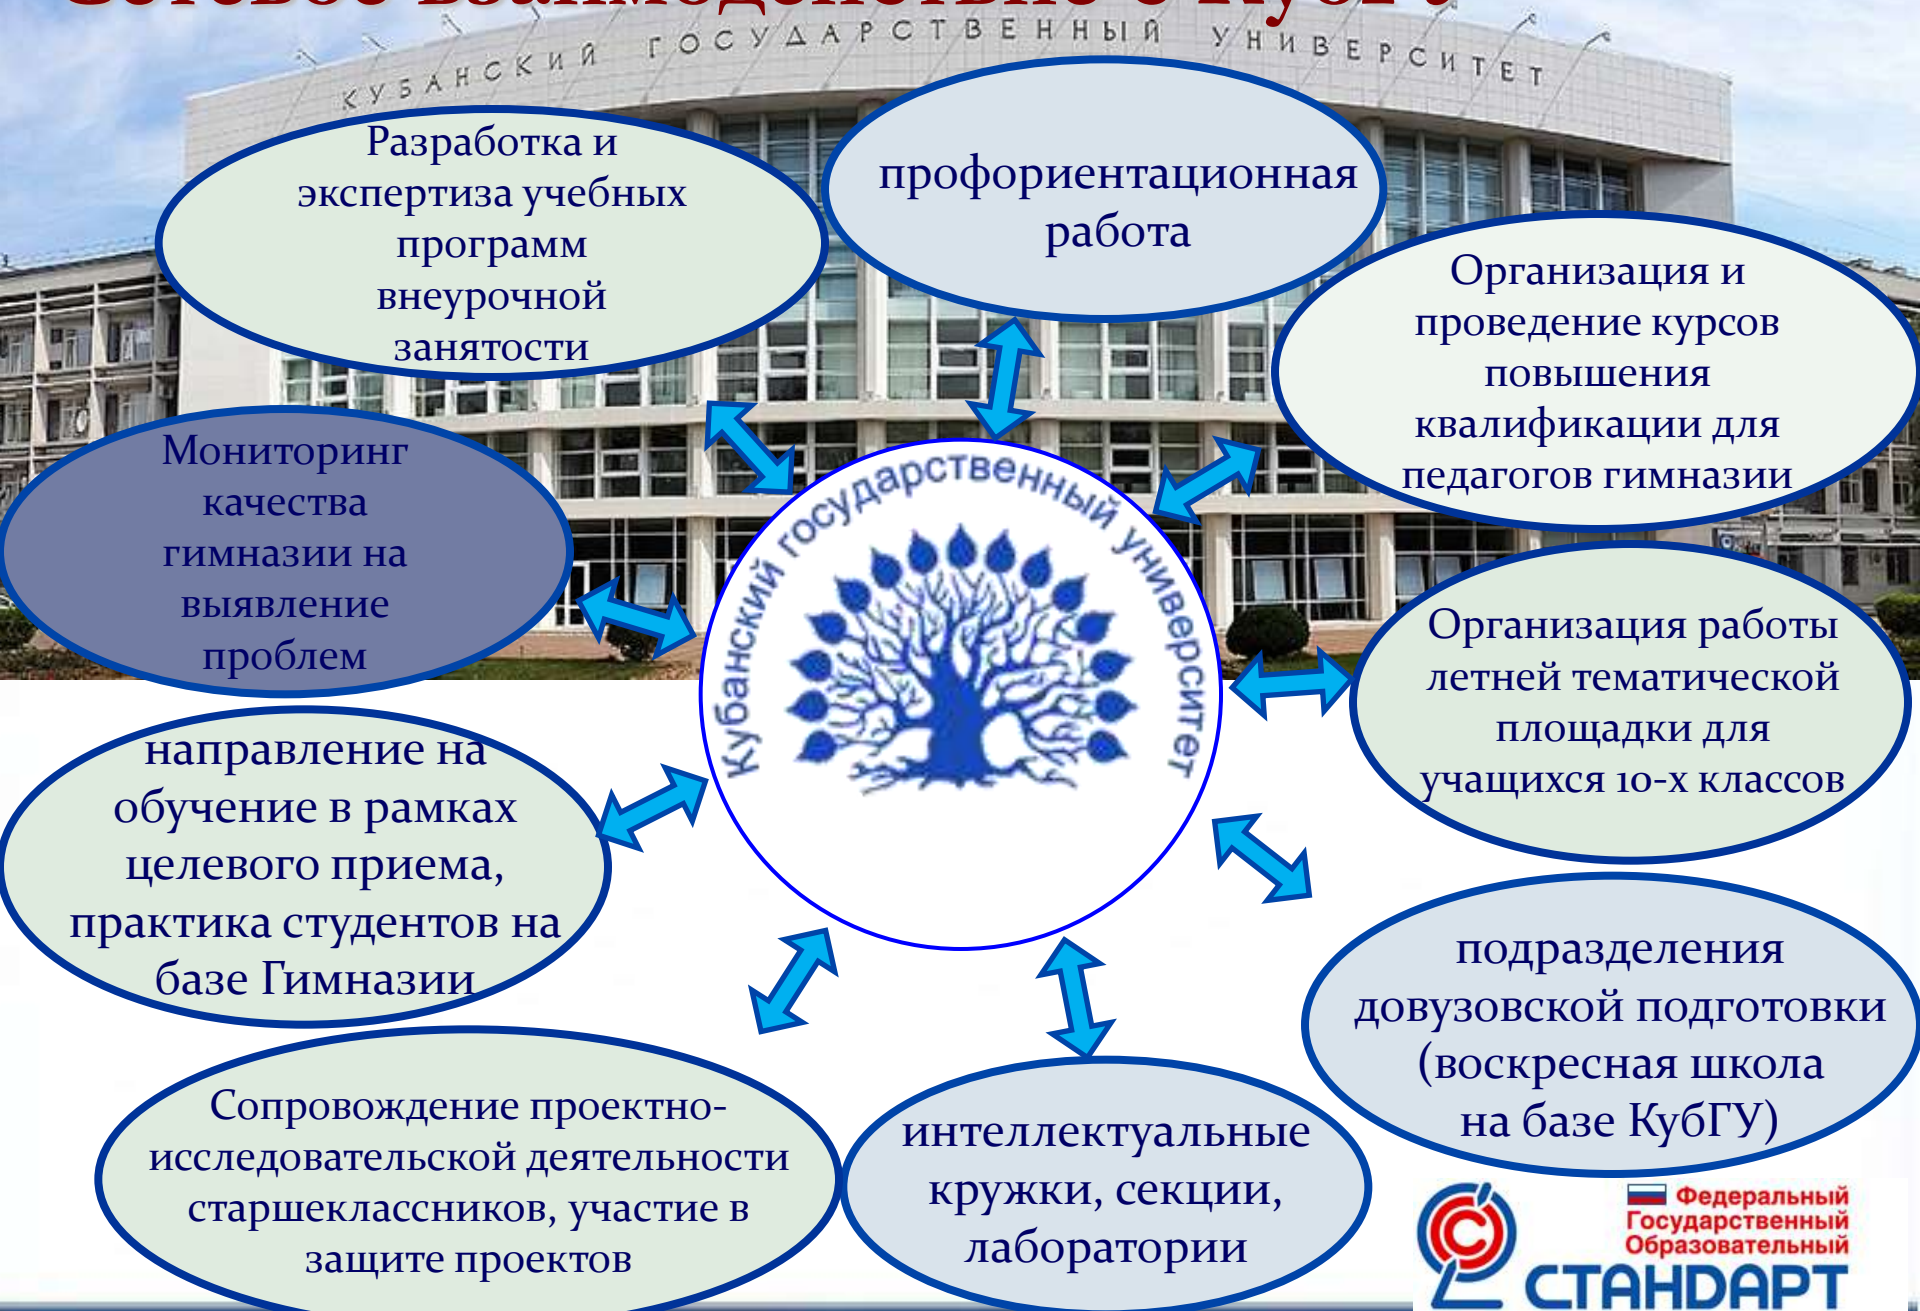 Сетевое взаимодействие с КубГУ
КУБАНСКИЙ ГОСУДАРСТВЕННЫЙ УНИВЕРСИТЕТ
Разработка и
экспертиза учебных
программ
внеурочной
занятости
профориентационная
работа
Организация и
проведение курсов
повышения
квалификации для
педагогов гимназии
Мониторинг
качества
гимназии на
выявление
проблем
Кубанский государственный университет
Организация работы
летней тематической
площадки для
учащихся 10-х классов
направление на
обучение в рамках
целевого приема,
практика студентов на
базе Гимназии
подразделения
довузовской подготовки
(воскресная школа
на базе КубГУ)
Сопровождение проектно-
исследовательской деятельности
старшеклассников, участие в
защите проектов
интеллектуальные
кружки, секции,
лаборатории
Федеральный
Государственный
Образовательный
СТАНДАРТ